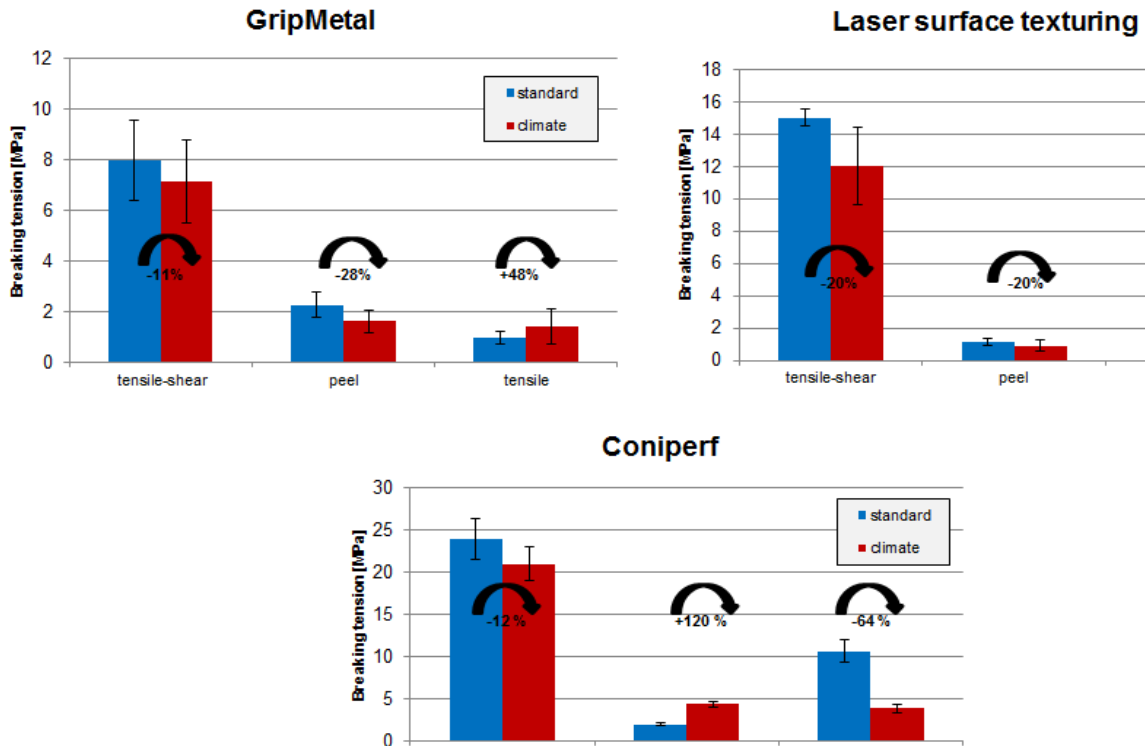 GripMetal
12
10
8
6
4
2
0
Breaking tension [MPa]
standard
climate
-11%
-28%
+48%
tensile-shear
peel
tensile
Laser surface texturing
18
16
14
12
10
8
6
4
2
0
Breaking tension [MPa]
-20%
-20%
tensile-shear
peel
Coniperf
30
25
20
15
10
5
0
Breaking tension [MPa]
standard
climate
-12 %
+120 %
-64 %